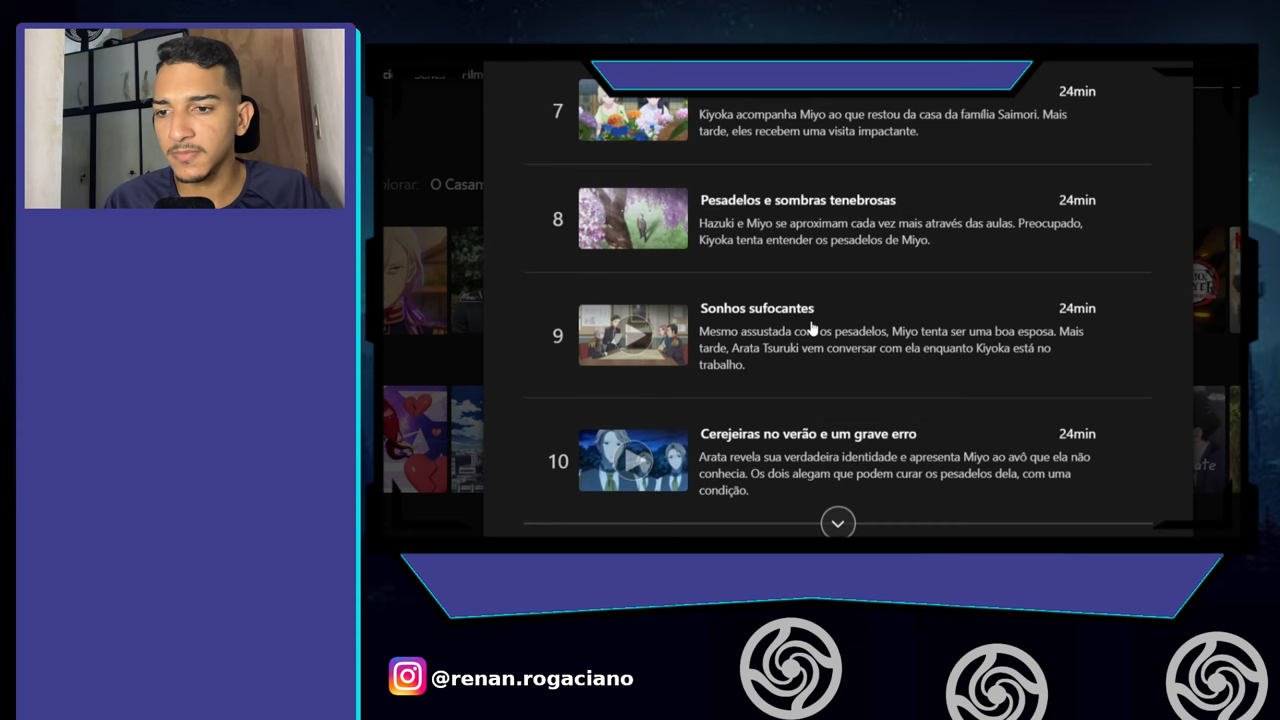 Séries Film
24min
7
Kiyoka acompanha Miyo ao que restou da casa da família Saimori. Mais
tarde, eles recebem uma visita impactante.
plorar: O Casam
Pesadelos e sombras tenebrosas 24min
8
Hazuki e Miyo se aproximam cada vez mais através das aulas. Preocupado,
Kiyoka tenta entender os pesadelos de Miyo.
Sonhos sufocantes 24min
9
Mesmo assustada com os pesadelos, Miyo tenta ser uma boa esposa. Mais
tarde, Arata Tsuruki vem conversar com ela enquanto Kiyoka está no
trabalho.
Cerejeiras no verão e um grave erro 24min
10
Arata revela sua verdadeira identidade e apresenta Miyo ao avô que ela não
conhecia. Os dois alegam que podem curar os pesadelos dela, com uma
condição.
@renan.rogaciano